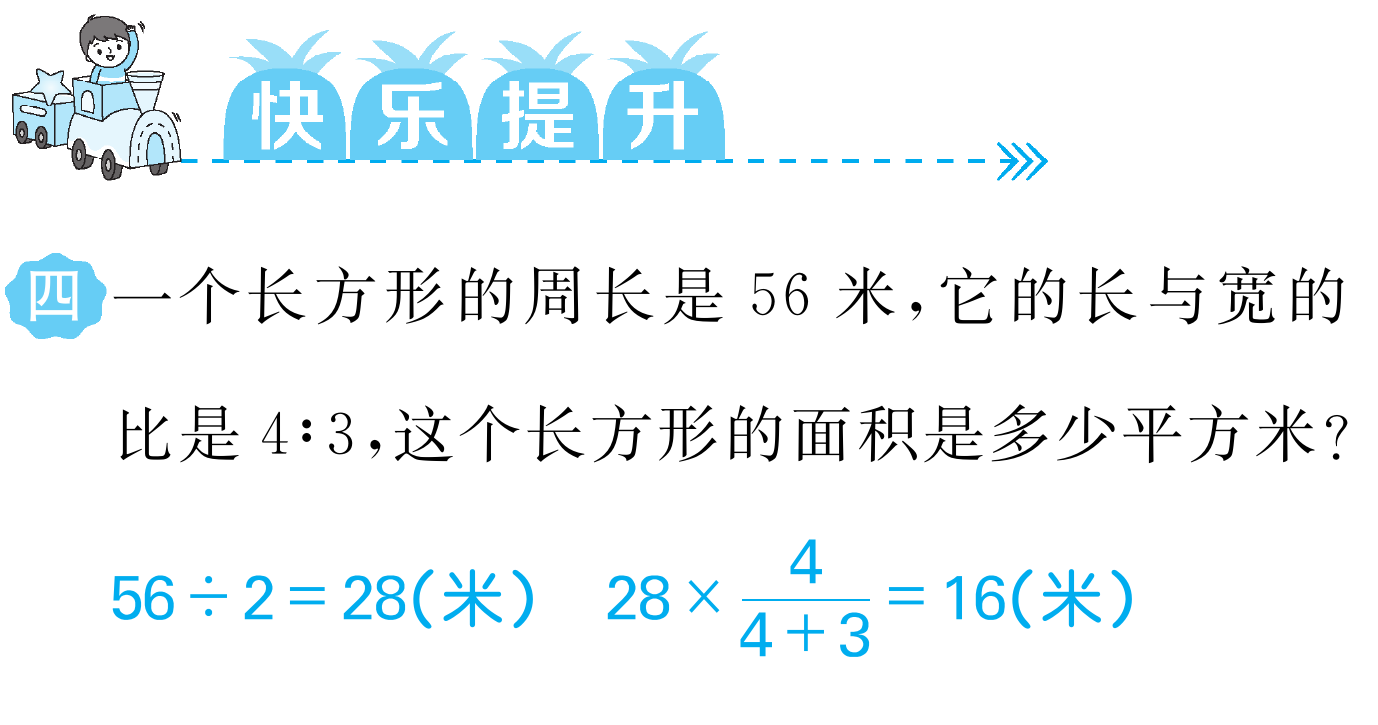 快乐提升
四 一个长方形的周长是 56 米,它的长与宽的
比是 4∶3,这个长方形的面积是多少平方米?
56÷2=28(米) 28×4/(4+3)=16(米)